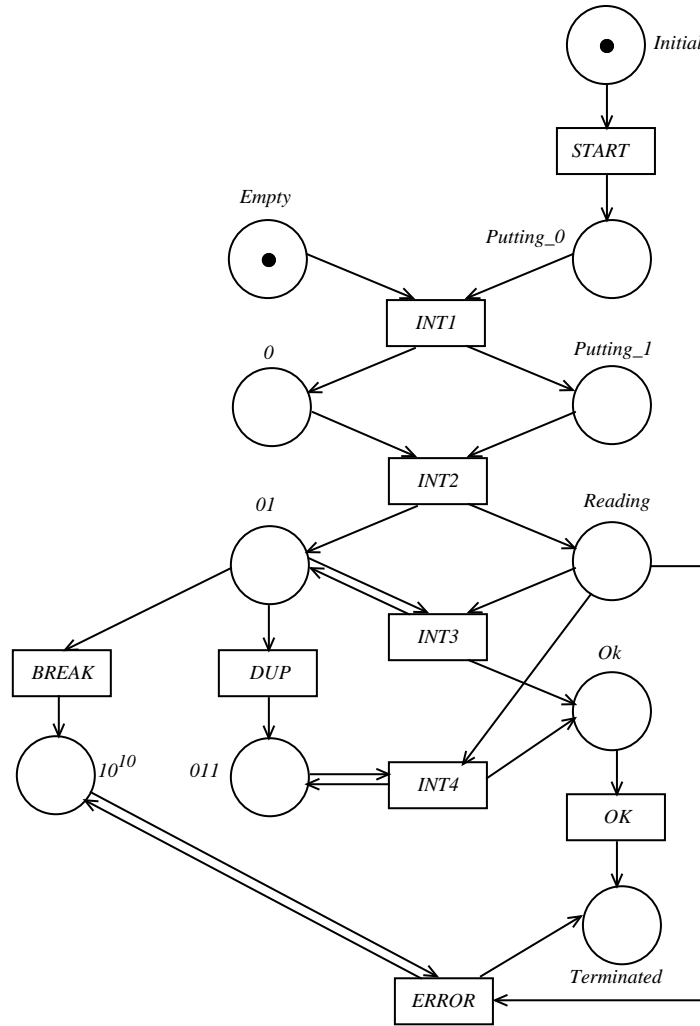 Initial
START
Empty
Putting_0
INT1
0
Putting_1
INT2
01
Reading
INT3
BREAK
DUP
Ok
10^10
011
INT4
OK
Terminated
ERROR